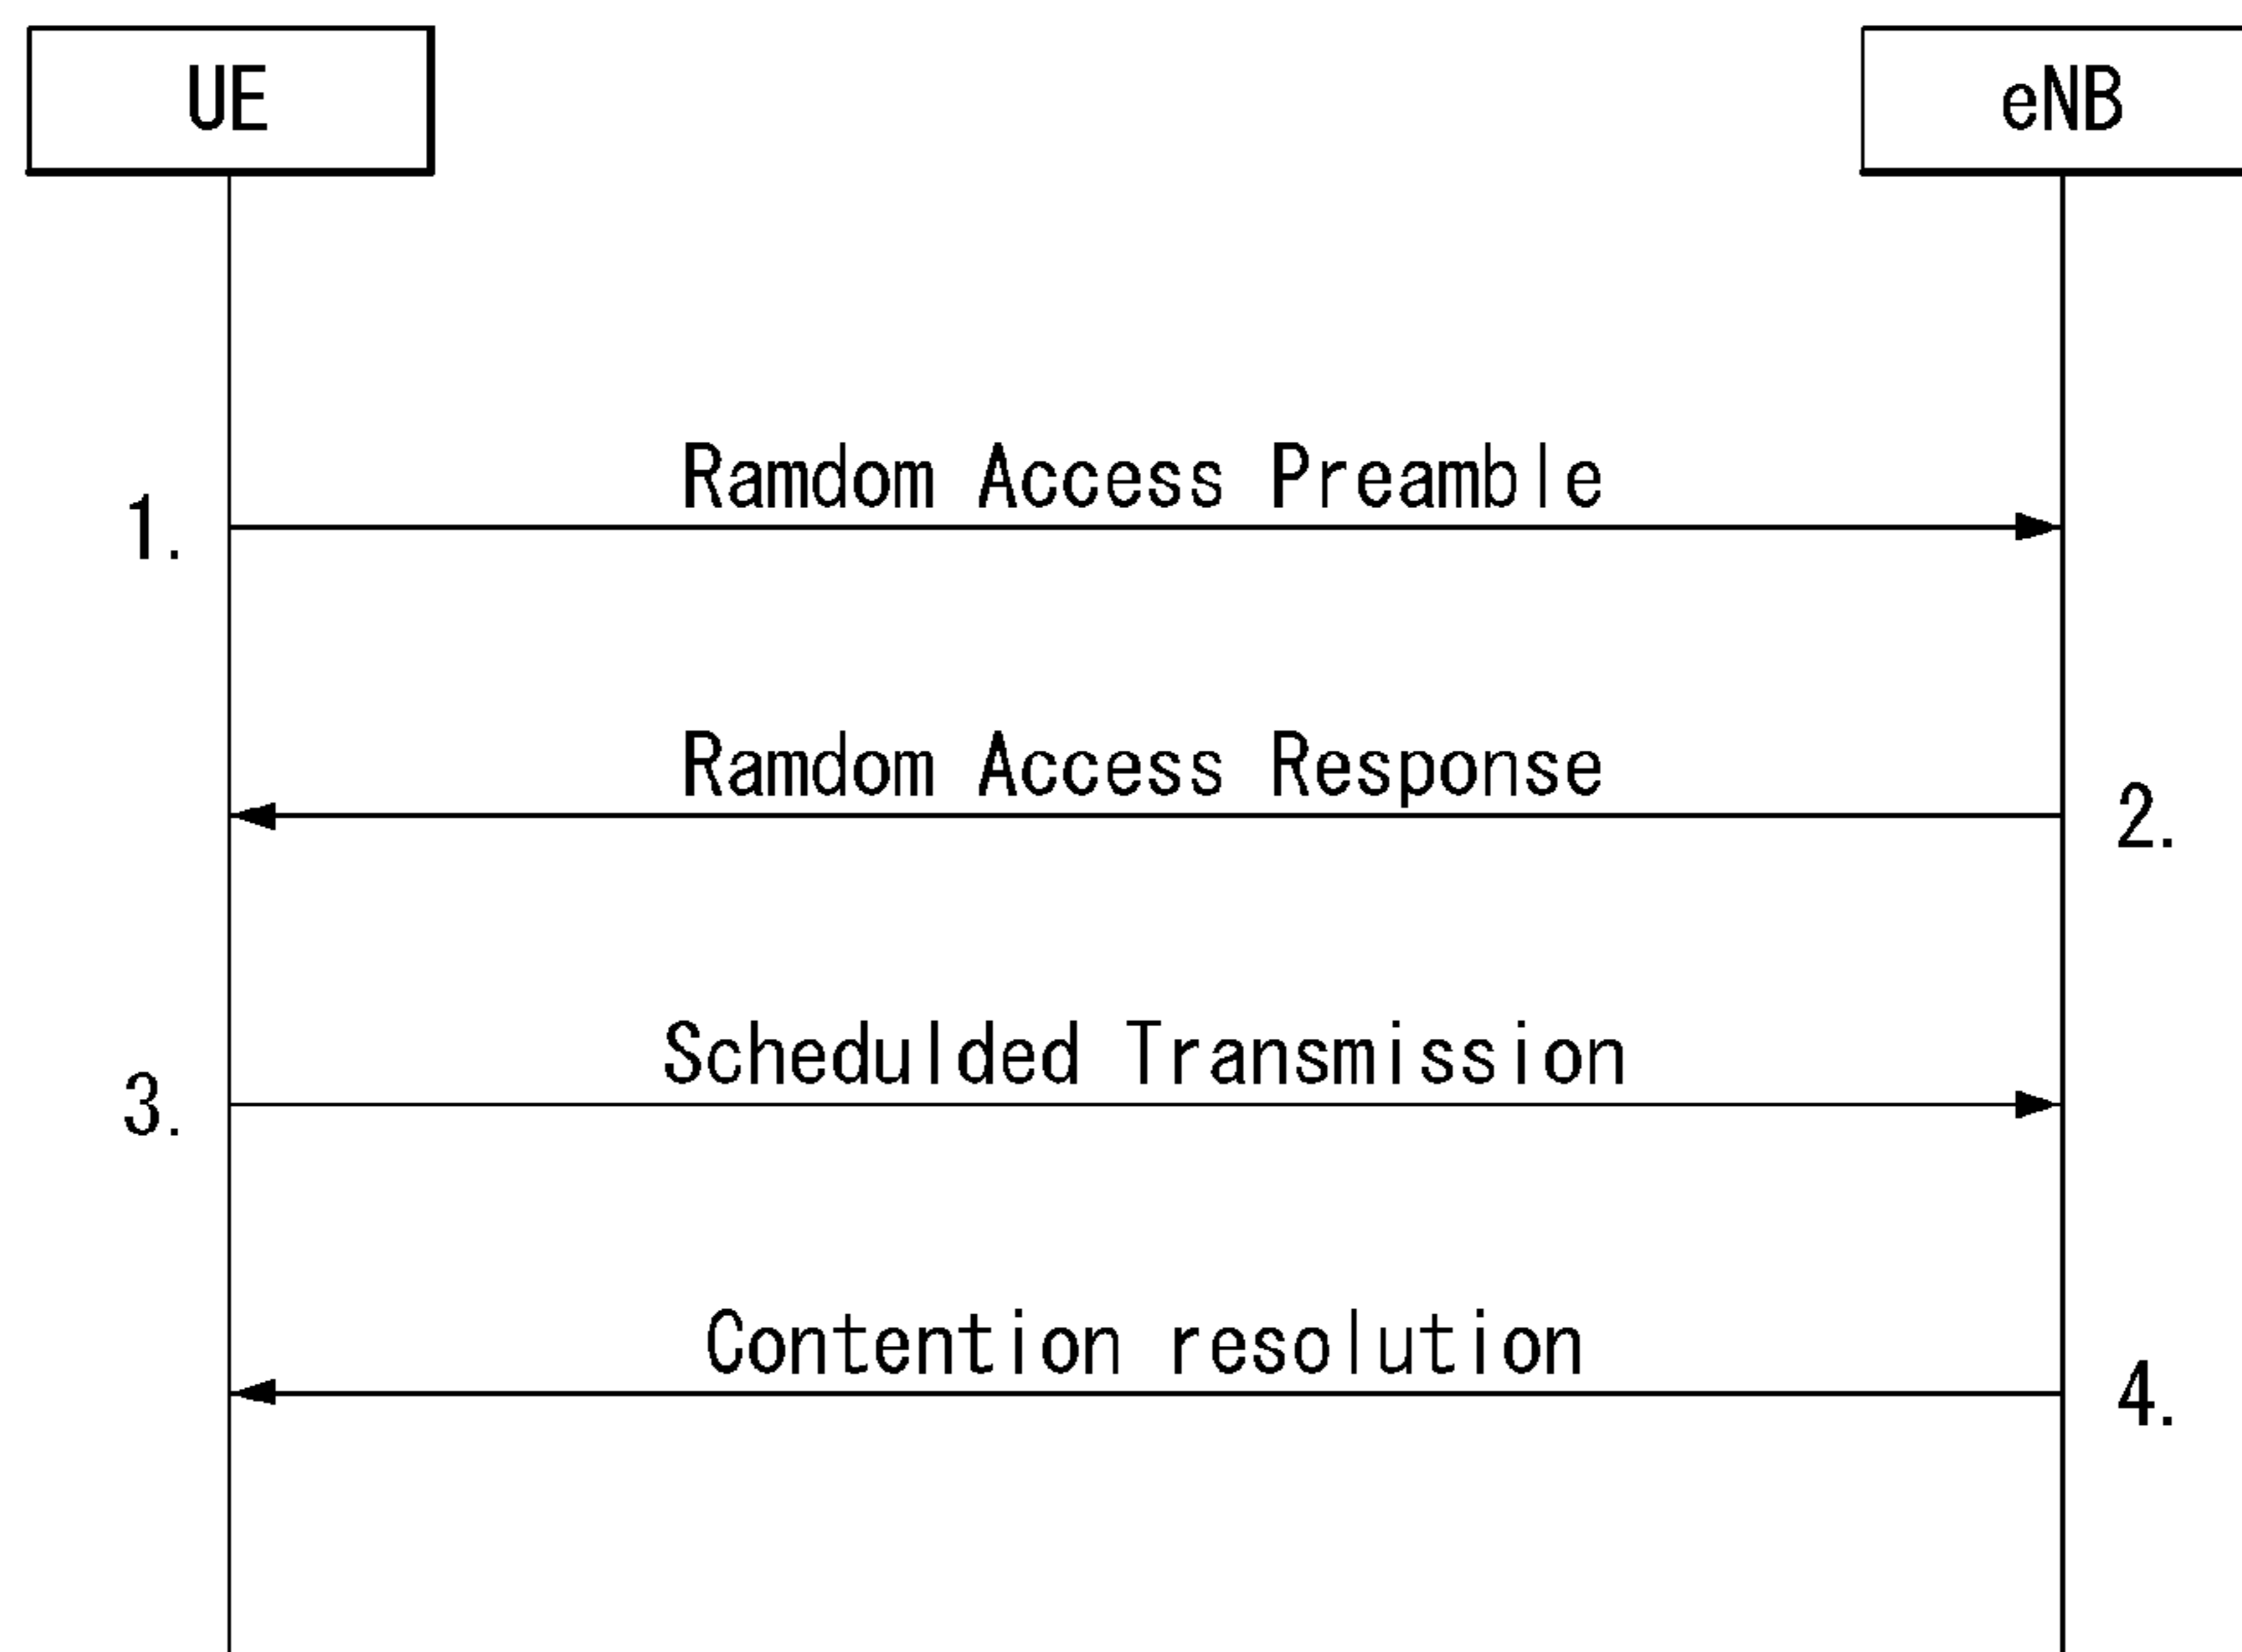 UE
eNB
Ramdom Access Preamble
1.
Ramdom Access Response
2.
Schedulded Transmission
3.
Contention resolution
4.